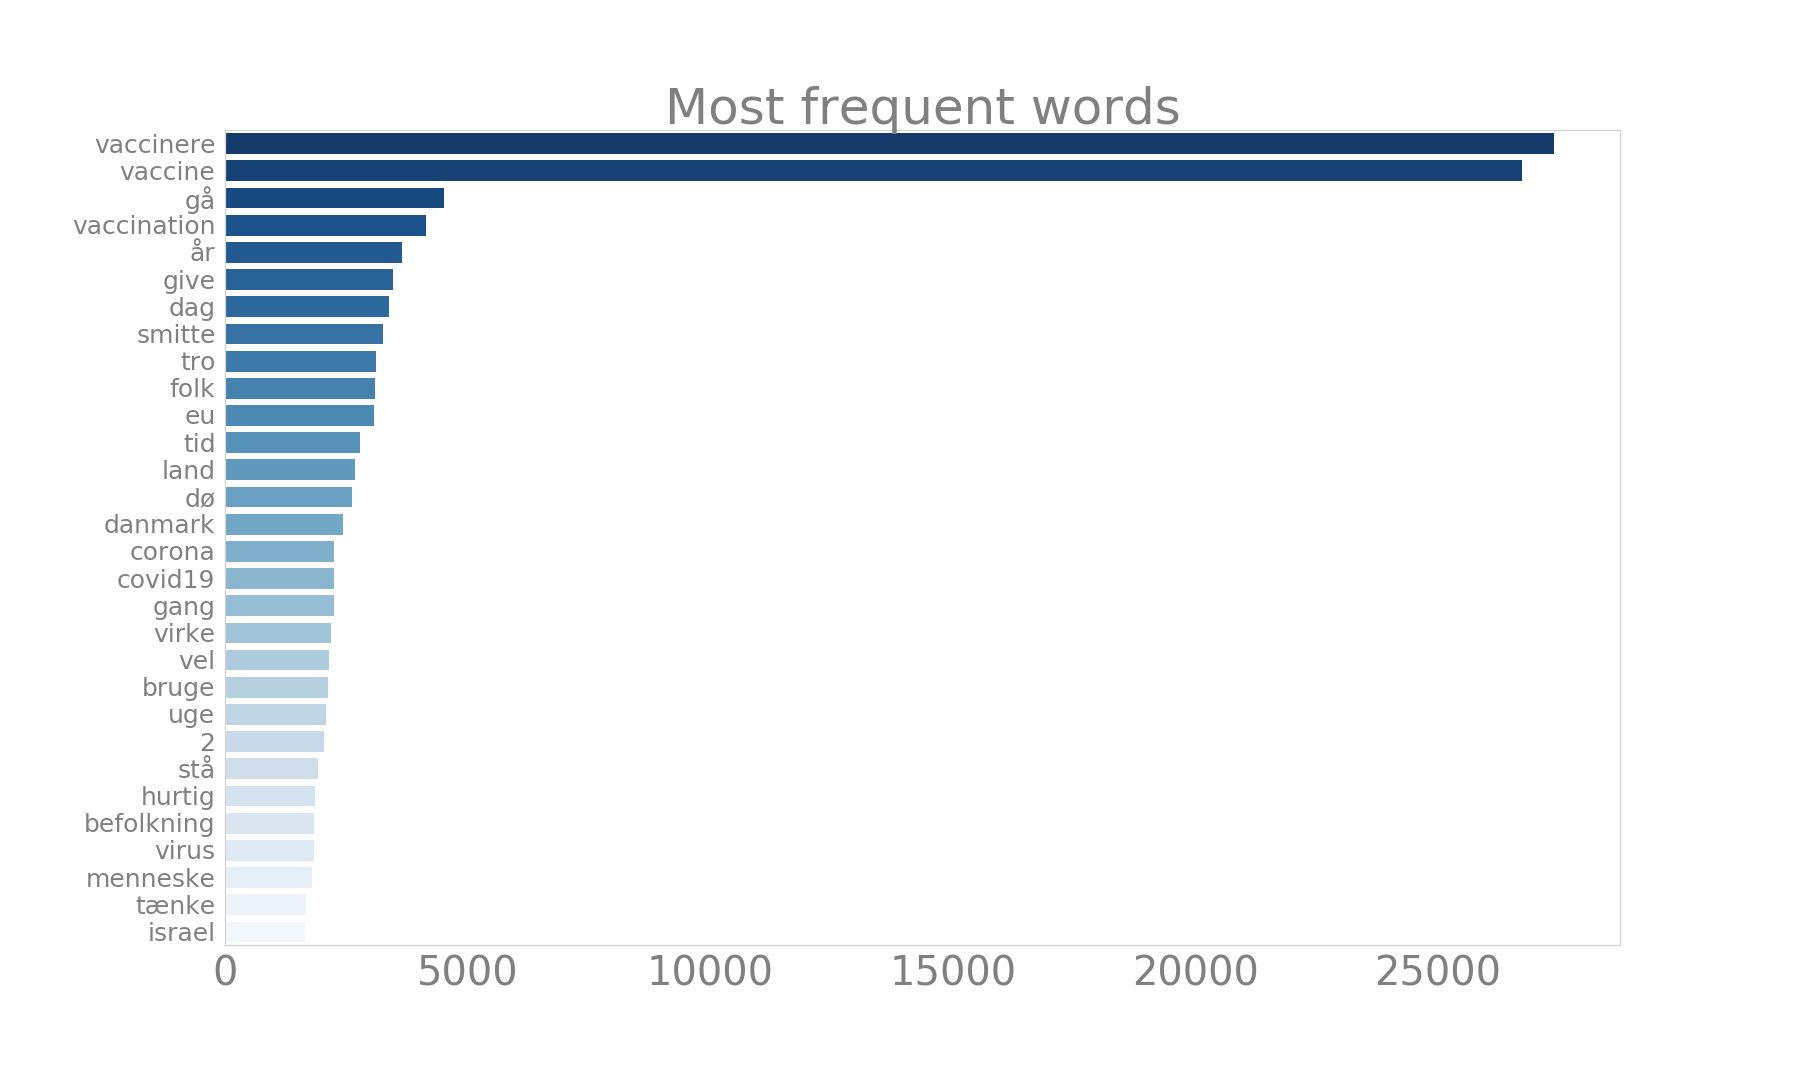 Most frequent words
vaccinere
vaccine
gå
vaccination
år
give
dag
smitte
tro
folk
eu
tid
land
dø
danmark
corona
covid19
gang
virke
vel
bruge
uge
2
stå
hurtig
befolkning
virus
menneske
tænke
israel
0 5000 10000 15000 20000 25000